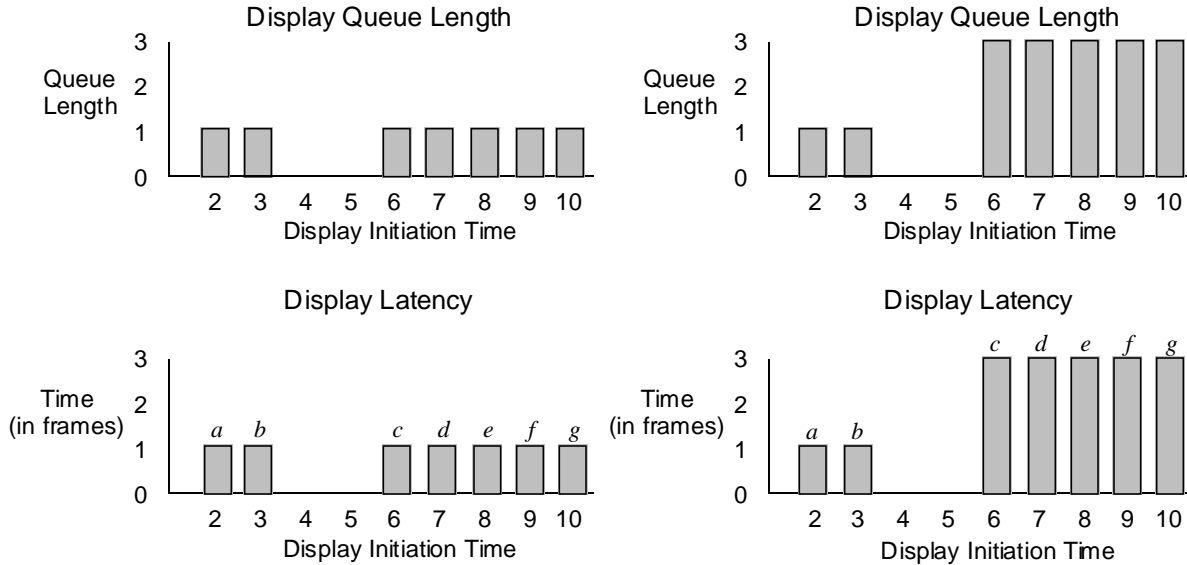 Display Queue Length
3
2
1
0
Queue
Length
2 3 4 5 6 7 8 9 10
Display Initiation Time
Display Queue Length
3
2
1
0
Queue
Length
2 3 4 5 6 7 8 9 10
Display Initiation Time
Display Latency
3
2
1
0
Time
(in frames)
a b c d e f g
2 3 4 5 6 7 8 9 10
Display Initiation Time
Display Latency
3
2
1
0
Time
(in frames)
c d e f g
a b
2 3 4 5 6 7 8 9 10
Display Initiation Time